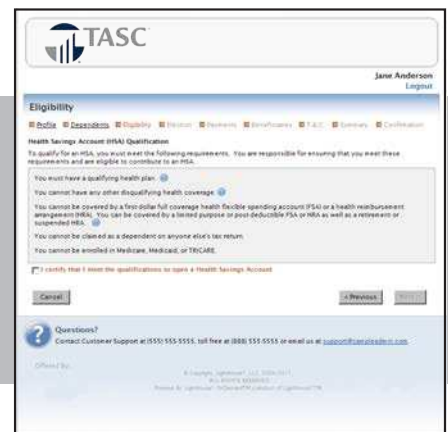 TASC
Jane Anderson
Logout
Eligibility
Profile Dependents Eligibility Election Payments Beneficiaries T & C Summary Confirmation
Health Savings Account (HSA) Qualification
To qualify for an HSA, you must meet the following requirements. You are responsible for ensuring that you meet these
requirements and are eligible to contribute to an HSA.
You must have a qualifying health plan.
You cannot have any other disqualifying health coverage
You cannot be covered by a first-dollar full coverage health flexible spending account (FSA) or a health reimbursement
arrangement (HRA). You can be covered by a limited purpose or post deductible FSA or HRA as well as a retirement or
suspended HRA.
You cannot be claimed as a dependent on anyone else's tax return.
You cannot be enrolled in Medicare, Medicaid, or TRICARE.
I certify that I meet the qualifications to open a Health Savings Account
Cancel
< Previous
Questions?
Contact Customer Support at (555) 555-5555, toll free at (888) 555-5555 or email us at
Offered By:
ALL RIGHTS RESERVED